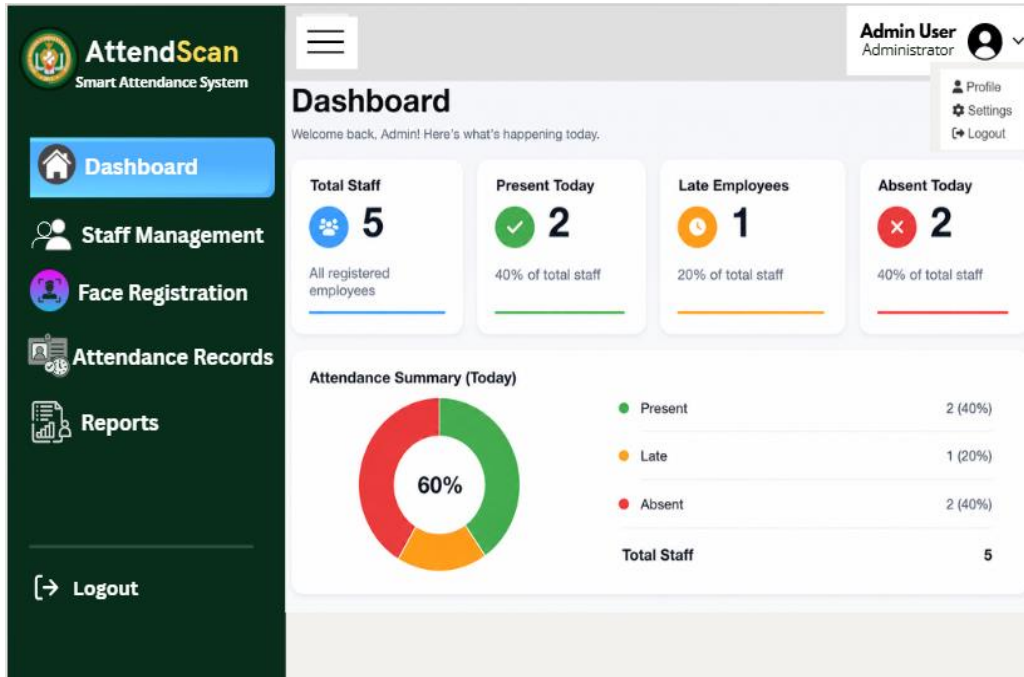 AttendScan
Smart Attendance System
Dashboard
Staff Management
Face Registration
Attendance Records
Reports
Logout
Admin User
Administrator
Profile
Settings
Logout
Dashboard
Welcome back, Admin! Here's what's happening today.
Total Staff
5
All registered
employees
Present Today
2
40% of total staff
Late Employees
1
20% of total staff
Absent Today
2
40% of total staff
Attendance Summary (Today)
60%
Present 2 (40%)
Late 1 (20%)
Absent 2 (40%)
Total Staff 5